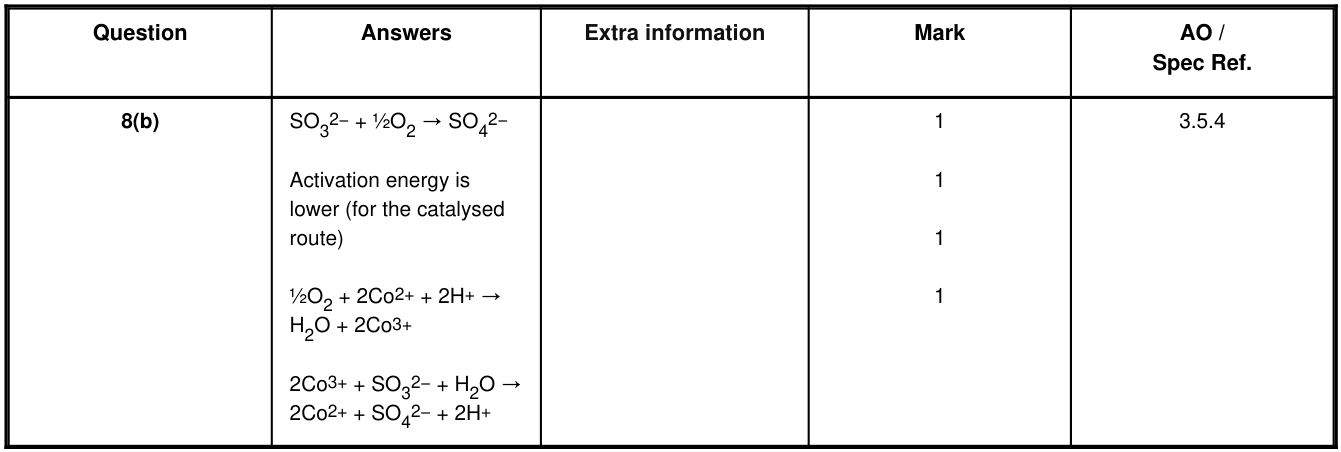 Question Answers Extra information Mark AO /
Spec Ref.
8(b) SO₃²⁻ + ½O₂ → SO₄²⁻ 1 3.5.4
Activation energy is 1
lower (for the catalysed
route) 1
½O₂ + 2Co²⁺ + 2H⁺ → 1
H₂O + 2Co³⁺
2Co³⁺ + SO₃²⁻ + H₂O →
2Co²⁺ + SO₄²⁻ + 2H⁺